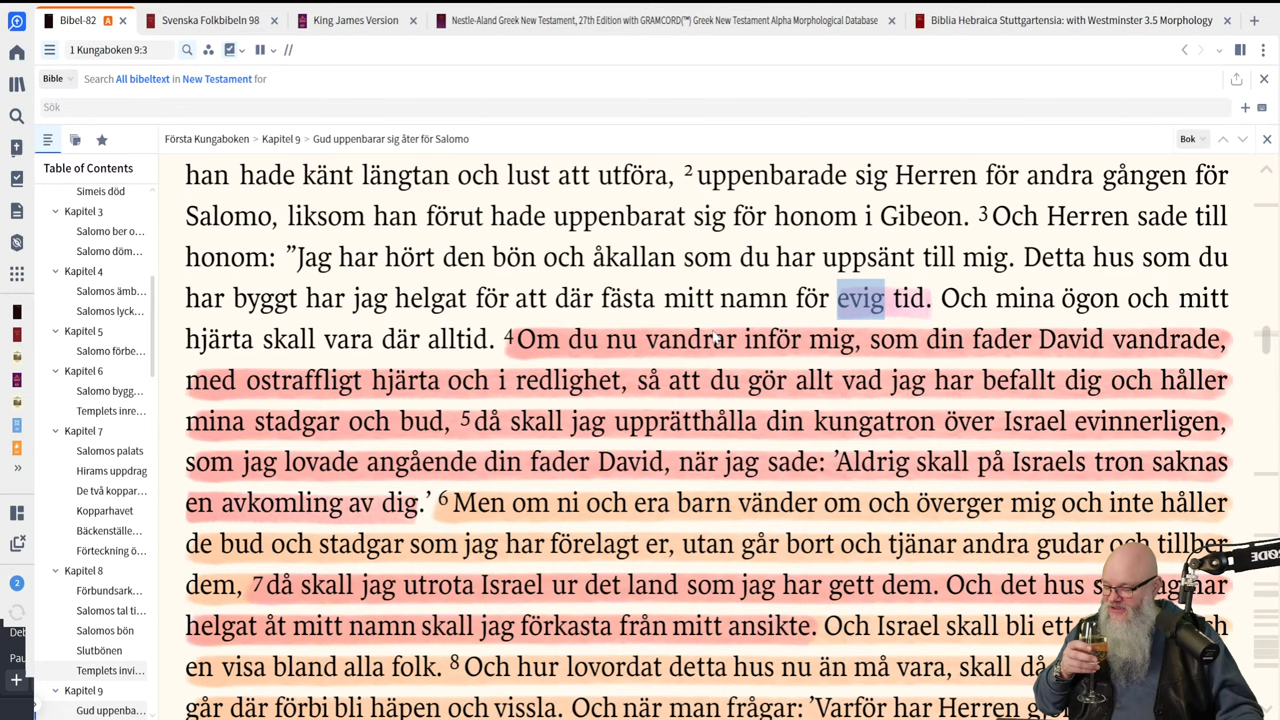 Bibel-82 A ×
Svenska Folkbibeln 98 ×
King James Version ×
Nestle-Aland Greek New Testament, 27th Edition with GRAMCORD(™) Greek New Testament Alpha Morphological Database ×
Biblia Hebraica Stuttgartensia: with Westminster 3.5 Morphology × +
1 Kungaboken 9:3
Bible Search All bibeltext in New Testament for
Sök
Första Kungaboken > Kapitel 9 > Gud uppenbarar sig åter för Salomo
Bok
Table of Contents
Simeis död
Kapitel 3
Salomo ber o...
Salomo döm...
Kapitel 4
Salomos ämb...
Salomos lyck...
Kapitel 5
Salomo förbe...
Kapitel 6
Salomo bygg...
Templets inre...
Kapitel 7
Salomos palats
Hirams uppdrag
De två koppar...
Kopparhavet
Bäckenställe...
Förteckning ö...
Kapitel 8
Förbundsark...
Salomos tal ti...
Salomos bön
Slutbönen
Templets invi...
Kapitel 9
Gud uppenba...
2
Det
Pau
han hade känt längtan och lust att utföra, 2 uppenbarade sig Herren för andra gången för
Salomo, liksom han förut hade uppenbarat sig för honom i Gibeon. 3 Och Herren sade till
honom: ”Jag har hört den bön och åkallan som du har uppsänt till mig. Detta hus som du
har byggt har jag helgat för att där fästa mitt namn för evig tid. Och mina ögon och mitt
hjärta skall vara där alltid. 4 Om du nu vandrar inför mig, som din fader David vandrade,
med ostraffligt hjärta och i redlighet, så att du gör allt vad jag har befallt dig och håller
mina stadgar och bud, 5 då skall jag upprätthålla din kungatron över Israel evinnerligen,
som jag lovade angående din fader David, när jag sade: ’Aldrig skall på Israels tron saknas
en avkomling av dig.’ 6 Men om ni och era barn vänder om och överger mig och inte håller
de bud och stadgar som jag har förelagt er, utan går bort och tjänar andra gudar och tillber
dem, 7 då skall jag utrota Israel ur det land som jag har gett dem. Och det hus har
helgat åt mitt namn skall jag förkasta från mitt ansikte. Och Israel skall bli ett
en visa bland alla folk. 8 Och hur lovordat detta hus nu än må vara, skall då
går där förbi bli häpen och vissla. Och när man frågar: ’Varför har Herren